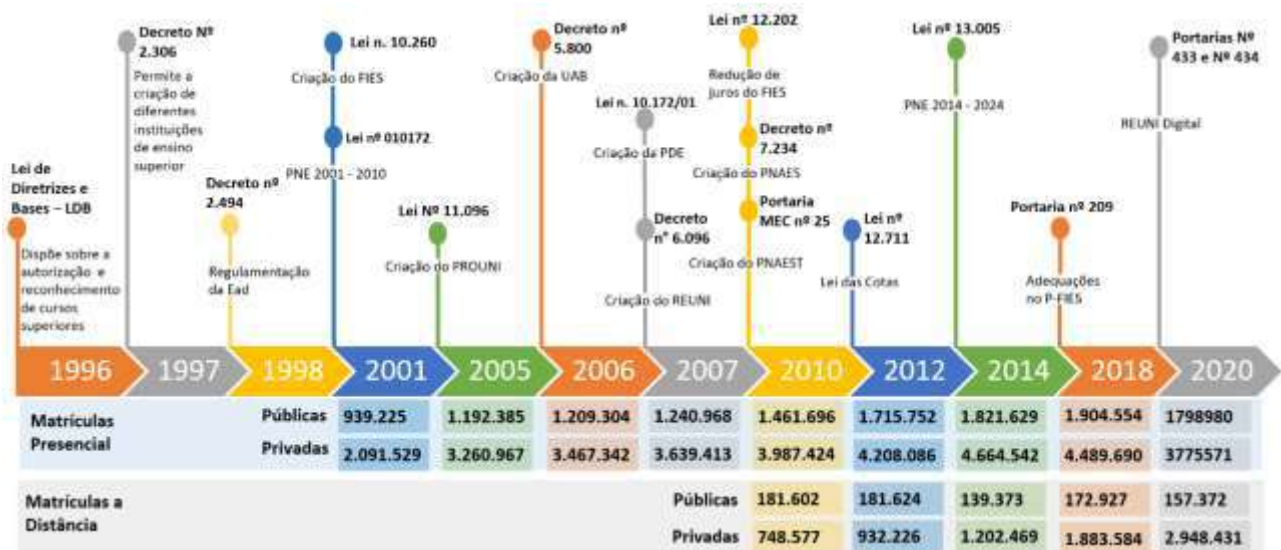 Lei de
Diretrizes e
Bases – LDB
Dispõe sobre a
autorização e
reconhecimento
de cursos
superiores
Decreto Nº
2.306
Permite a
criação de
diferentes
instituições
de ensino
superior
Decreto nº
2.494
Regulamentação
da Ead
Lei n. 10.260
Criação do FIES
Lei nº 010172
PNE 2001 - 2010
Lei Nº 11.096
Criação do PROUNI
Decreto nº
5.800
Criação da UAB
Lei n. 10.172/01
Criação da PDE
Decreto
n° 6.096
Criação do REUNI
Lei nº 12.202
Redução de
juros do FIES
Decreto nº
7.234
Criação do PNAES
Portaria
MEC nº 25
Criação do PNAEST
Lei nº
12.711
Lei das Cotas
Lei nº 13.005
PNE 2014 - 2024
Portaria nº 209
Adequações
no P-FIES
Portarias Nº
433 e Nº 434
REUNI Digital
1996 1997 1998 2001 2005 2006 2007 2010 2012 2014 2018 2020
Matrículas
Presencial
Públicas 939.225 1.192.385 1.209.304 1.240.968 1.461.696 1.715.752 1.821.629 1.904.554 1798980
Privadas 2.091.529 3.260.967 3.467.342 3.639.413 3.987.424 4.208.086 4.664.542 4.489.690 3775571
Matrículas a
Distância
Públicas 181.602 181.624 139.373 172.927 157.372
Privadas 748.577 932.226 1.202.469 1.883.584 2.948.431